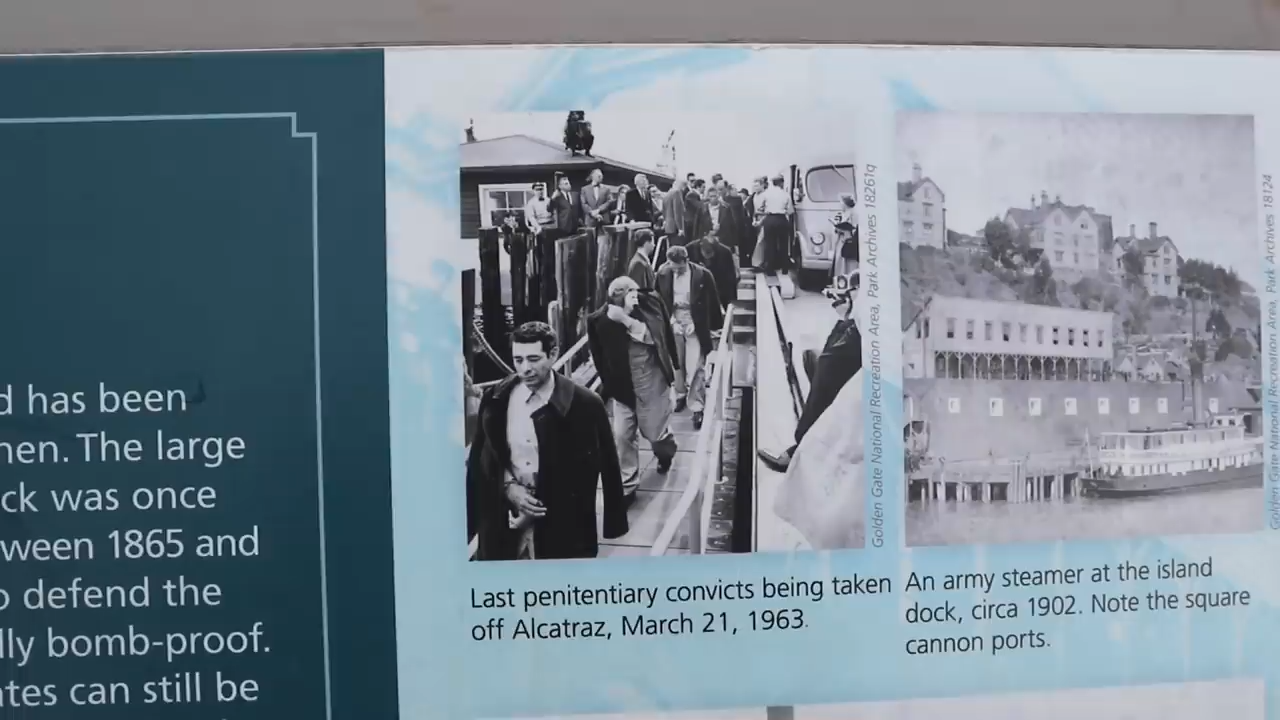 d has been
nen. The large
ck was once
ween 1865 and
o defend the
lly bomb-proof.
ates can still be
Golden Gate National Recreation Area, Park Archives 18261q
Last penitentiary convicts being taken
off Alcatraz, March 21, 1963.
Golden Gate National Recreation Area, Park Archives 18124
An army steamer at the island
dock, circa 1902. Note the square
cannon ports.